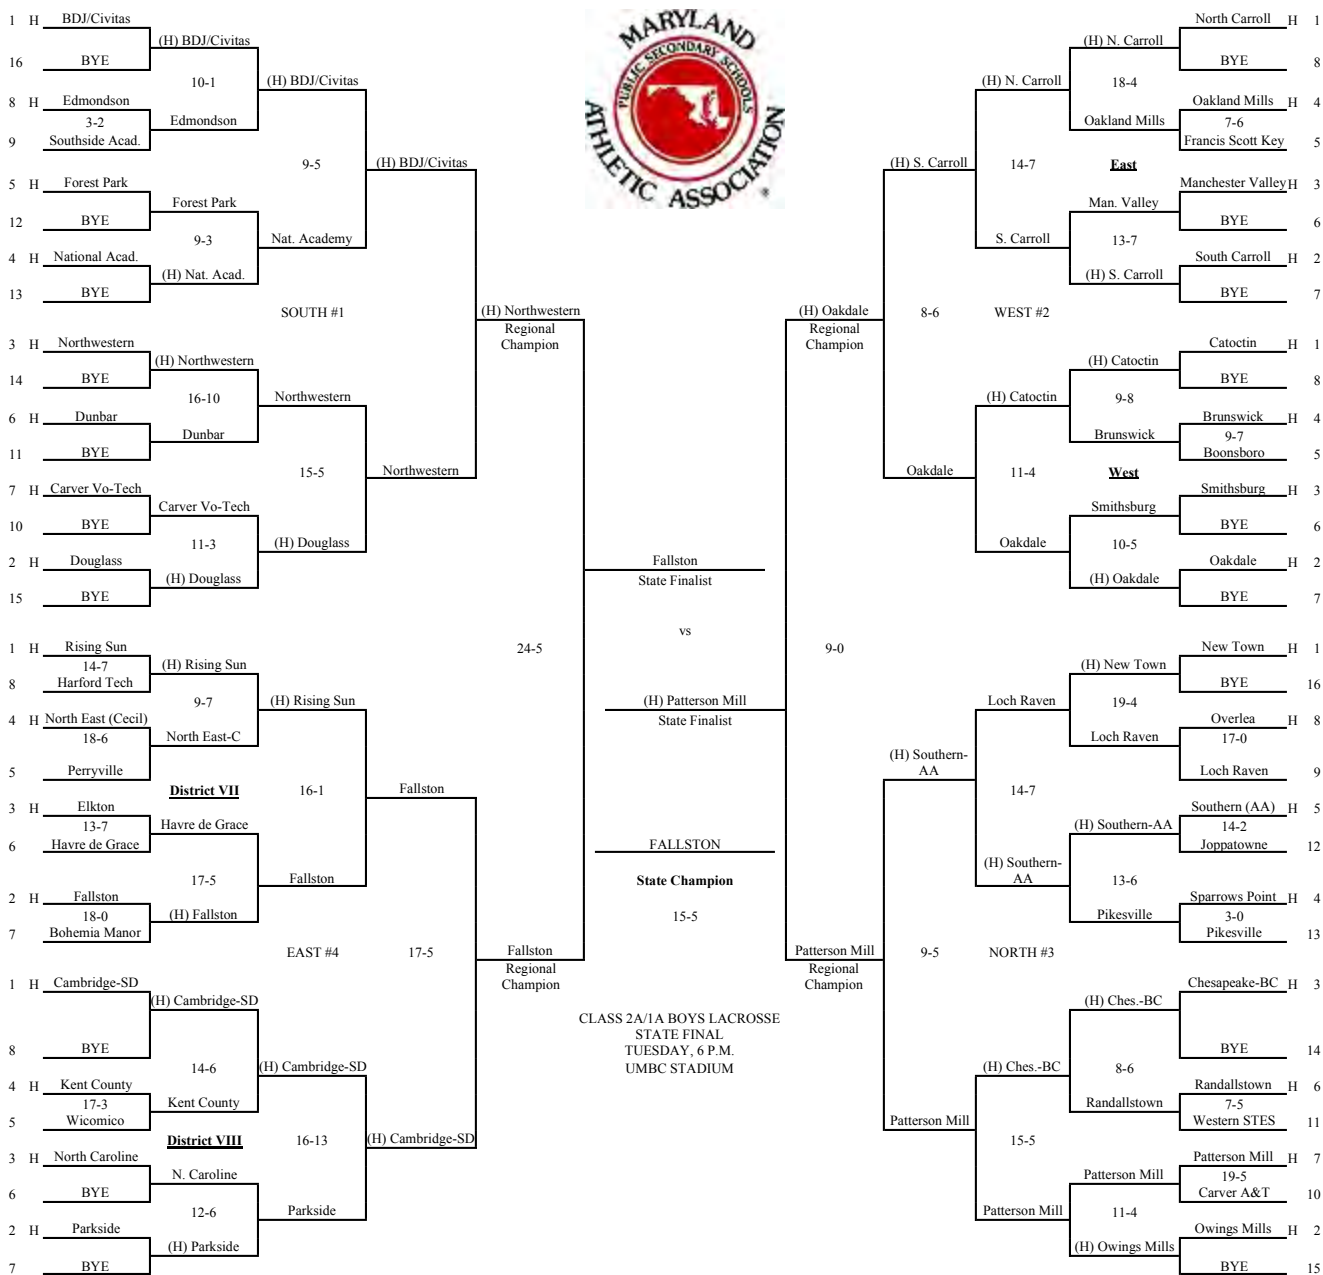 MARYLAND
PUBLIC SECONDARY SCHOOLS
ATHLETIC ASSOCIATION
®
1 H BDJ/Civitas
(H) BDJ/Civitas
16 BYE
10-1
(H) BDJ/Civitas
8 H Edmondson
3-2
Edmondson
9 Southside Acad.
9-5
(H) BDJ/Civitas
5 H Forest Park
Forest Park
12 BYE
9-3
Nat. Academy
4 H National Acad.
(H) Nat. Acad.
13 BYE
SOUTH #1
(H) Northwestern
Regional
Champion
3 H Northwestern
(H) Northwestern
14 BYE
16-10
Northwestern
6 H Dunbar
Dunbar
11 BYE
15-5
Northwestern
7 H Carver Vo-Tech
Carver Vo-Tech
10 BYE
11-3
(H) Douglass
2 H Douglass
(H) Douglass
15 BYE
24-5
1 H Rising Sun
14-7
(H) Rising Sun
8 Harford Tech
9-7
(H) Rising Sun
4 H North East (Cecil)
18-6
North East-C
5 Perryville
District VII
16-1
Fallston
3 H Elkton
13-7
Havre de Grace
6 Havre de Grace
17-5
Fallston
2 H Fallston
18-0
(H) Fallston
7 Bohemia Manor
EAST #4
17-5
Fallston
Regional
Champion
1 H Cambridge-SD
(H) Cambridge-SD
8 BYE
14-6
(H) Cambridge-SD
4 H Kent County
17-3
Kent County
5 Wicomico
District VIII
16-13
(H) Cambridge-SD
3 H North Caroline
N. Caroline
6 BYE
12-6
Parkside
2 H Parkside
(H) Parkside
7 BYE
Fallston
State Finalist
vs
(H) Patterson Mill
State Finalist
FALLSTON
State Champion
15-5
CLASS 2A/1A BOYS LACROSSE
STATE FINAL
TUESDAY, 6 P.M.
UMBC STADIUM
North Carroll H 1
(H) N. Carroll
BYE 8
18-4
(H) N. Carroll
Oakland Mills H 4
7-6
Oakland Mills
Francis Scott Key 5
East
14-7
(H) S. Carroll
Manchester Valley H 3
Man. Valley
BYE 6
13-7
S. Carroll
South Carroll H 2
(H) S. Carroll
BYE 7
8-6
WEST #2
(H) Oakdale
Regional
Champion
Catoctin H 1
(H) Catoctin
BYE 8
9-8
(H) Catoctin
Brunswick H 4
9-7
Brunswick
Boonsboro 5
West
11-4
Oakdale
Smithsburg H 3
Smithsburg
BYE 6
10-5
Oakdale
Oakdale H 2
(H) Oakdale
BYE 7
9-0
New Town H 1
(H) New Town
BYE 16
19-4
Loch Raven
Overlea H 8
17-0
Loch Raven
Loch Raven 9
14-7
(H) Southern-
AA
Southern (AA) H 5
14-2
(H) Southern-AA
Joppatowne 12
13-6
(H) Southern-
AA
Sparrows Point H 4
3-0
Pikesville
Pikesville 13
9-5
NORTH #3
Patterson Mill
Regional
Champion
Chesapeake-BC H 3
(H) Ches.-BC
BYE 14
8-6
(H) Ches.-BC
Randallstown H 6
7-5
Randallstown
Western STES 11
15-5
Patterson Mill
Patterson Mill H 7
19-5
Patterson Mill
Carver A&T 10
11-4
Patterson Mill
Owings Mills H 2
(H) Owings Mills
BYE 15